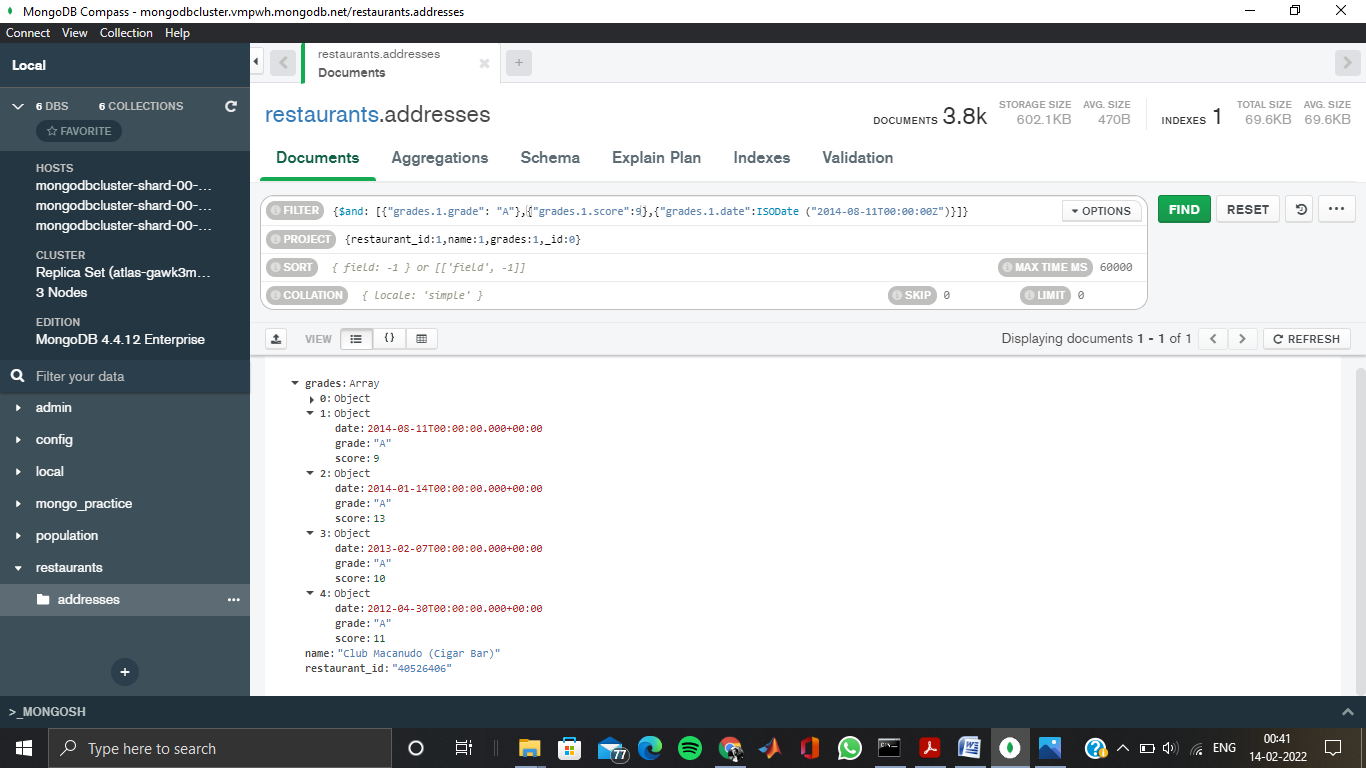 MongoDB Compass - mongodbcluster.vmpwh.mongodb.net/restaurants.addresses
Connect View Collection Help
Local
6 DBS 6 COLLECTIONS
FAVORITE
HOSTS
mongodbcluster-shard-00-...
mongodbcluster-shard-00-...
mongodbcluster-shard-00-...
CLUSTER
Replica Set (atlas-gawk3m...
3 Nodes
EDITION
MongoDB 4.4.12 Enterprise
Filter your data
admin
config
local
mongo_practice
population
restaurants
addresses
restaurants.addresses
Documents
restaurants.addresses
DOCUMENTS 3.8k
STORAGE SIZE 602.1KB
AVG. SIZE 470B
INDEXES 1
TOTAL SIZE 69.6KB
AVG. SIZE 69.6KB
Documents Aggregations Schema Explain Plan Indexes Validation
FILTER {$and: [{"grades.1.grade": "A"},{"grades.1.score":9},{"grades.1.date":ISODate ("2014-08-11T00:00:00Z")}]} OPTIONS FIND RESET
PROJECT {restaurant_id:1,name:1,grades:1,_id:0}
SORT { field: -1 } or [['field', -1]] MAX TIME MS 60000
COLLATION { locale: 'simple' } SKIP 0 LIMIT 0
VIEW {} Displaying documents 1 - 1 of 1 REFRESH
grades: Array
0: Object
1: Object
date: 2014-08-11T00:00:00.000+00:00
grade: "A"
score: 9
2: Object
date: 2014-01-14T00:00:00.000+00:00
grade: "A"
score: 13
3: Object
date: 2013-02-07T00:00:00.000+00:00
grade: "A"
score: 10
4: Object
date: 2012-04-30T00:00:00.000+00:00
grade: "A"
score: 11
name: "Club Macanudo (Cigar Bar)"
restaurant_id: "40526406"
>_MONGOSH
Type here to search
77
ENG
00:41
14-02-2022